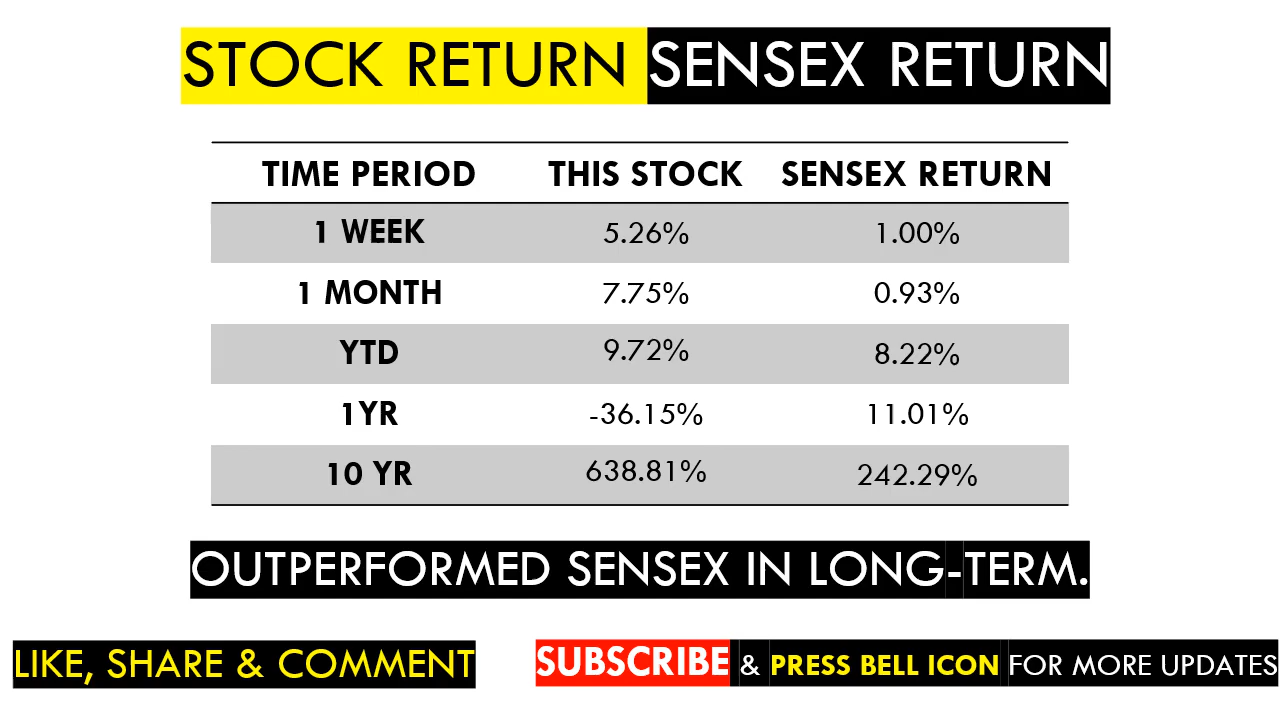 STOCK RETURN SENSEX RETURN
TIME PERIOD THIS STOCK SENSEX RETURN
1 WEEK 5.26% 1.00%
1 MONTH 7.75% 0.93%
YTD 9.72% 8.22%
1YR -36.15% 11.01%
10 YR 638.81% 242.29%
OUTPERFORMED SENSEX IN LONG-TERM.
LIKE, SHARE & COMMENT SUBSCRIBE & PRESS BELL ICON FOR MORE UPDATES